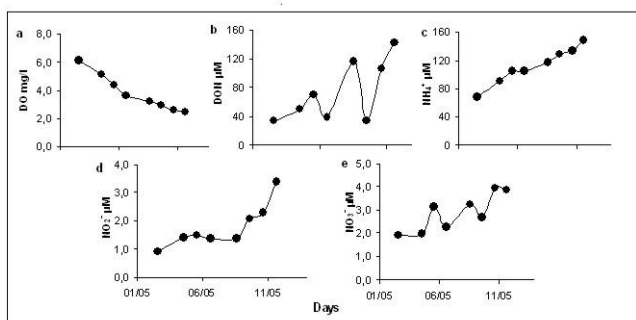 a
DO mg/l
8,0
6,0
4,0
2,0
0,0
b
DON µM
160
120
80
40
0
c
NH₄⁺ µM
160
120
80
40
0
d
NO₂⁻ µM
4,0
3,0
2,0
1,0
0,0
01/05 06/05 11/05
e
NO₃⁻ µM
5,0
4,0
3,0
2,0
1,0
0,0
01/05 06/05 11/05
Days